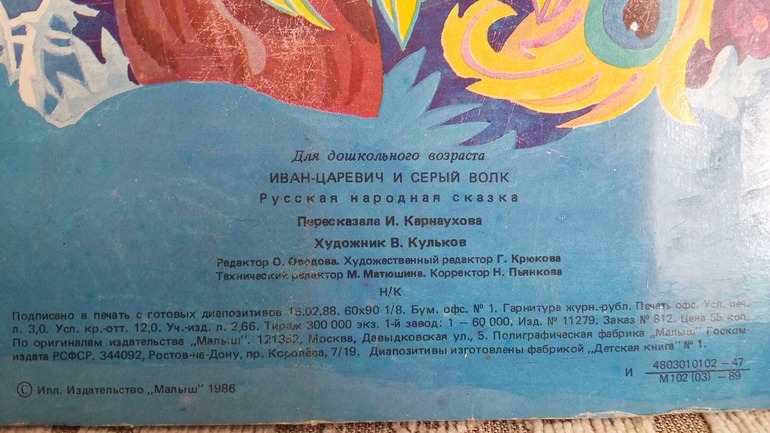 Для дошкольного возраста
ИВАН-ЦАРЕВИЧ И СЕРЫЙ ВОЛК
Русская народная сказка
Пересказала И. Карнаухова
Художник В. Кульков
Редактор О. Оводова. Художественный редактор Г. Крюкова
Технический редактор М. Матюшина. Корректор Н. Пьянкова
Н/К
Подписано в печать с готовых диапозитивов 18.02.88. 60х90 1/8. Бум. офс. № 1. Гарнитура журн.-рубл. Печать офс. Усл. печ.
л. 3,0. Усл. кр.-отт. 12,0. Уч.-изд. л. 2,66. Тираж 300 000 экз. 1-й завод: 1 — 60 000. Изд. № 11279. Заказ № 812. Цена 55 коп.
По оригиналам издательства „Малыш". 121352, Москва, Давыдковская ул., 5. Полиграфическая фабрика „Малыш" Госком-
издата РСФСР. 344092, Ростов-на-Дону, пр. Королева, 7/19. Диапозитивы изготовлены фабрикой „Детская книга" № 1.
И 4803010102—47
М102 (03)—89
© Илл. Издательство „Малыш" 1986